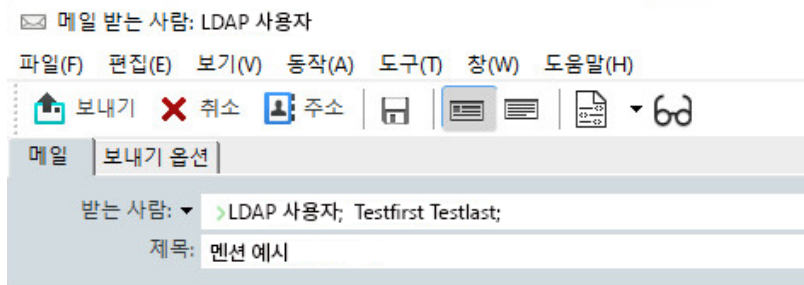 메일 받는 사람: LDAP 사용자
파일(F) 편집(E) 보기(V) 동작(A) 도구(T) 창(W) 도움말(H)
보내기 취소 주소
메일 보내기 옵션
받는 사람: >LDAP 사용자; Testfirst Testlast;
제목: 멘션 예시